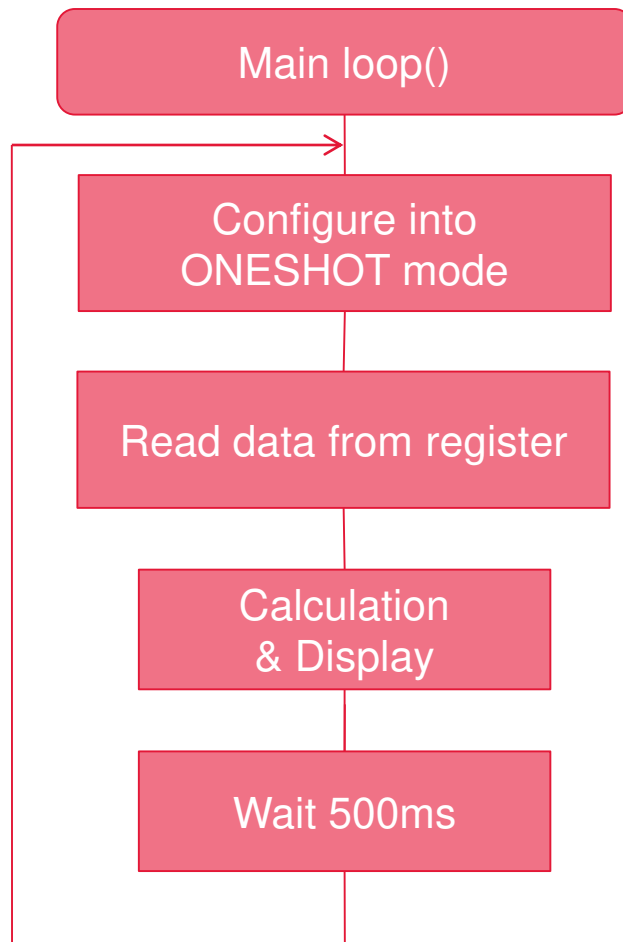 Main loop()
Configure into
ONESHOT mode
Read data from register
Calculation
& Display
Wait 500ms